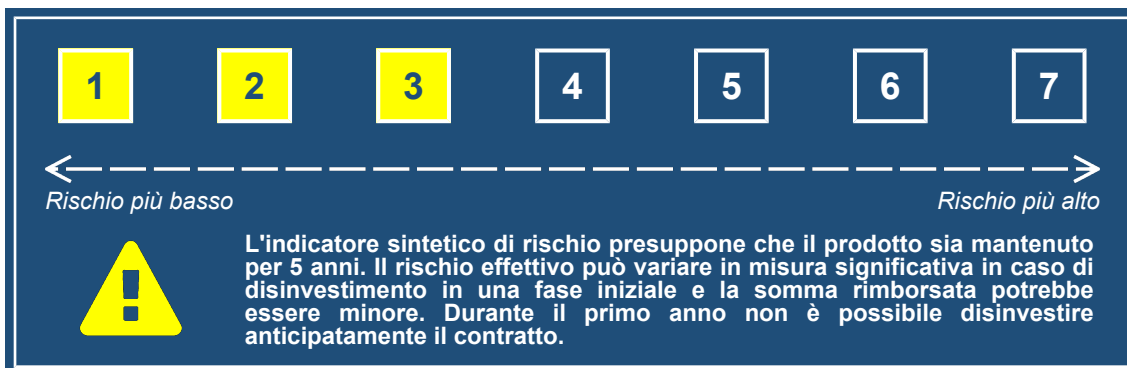 1 2 3 4 5 6 7
Rischio più basso Rischio più alto
L'indicatore sintetico di rischio presuppone che il prodotto sia mantenuto
per 5 anni. Il rischio effettivo può variare in misura significativa in caso di
disinvestimento in una fase iniziale e la somma rimborsata potrebbe
essere minore. Durante il primo anno non è possibile disinvestire
anticipatamente il contratto.